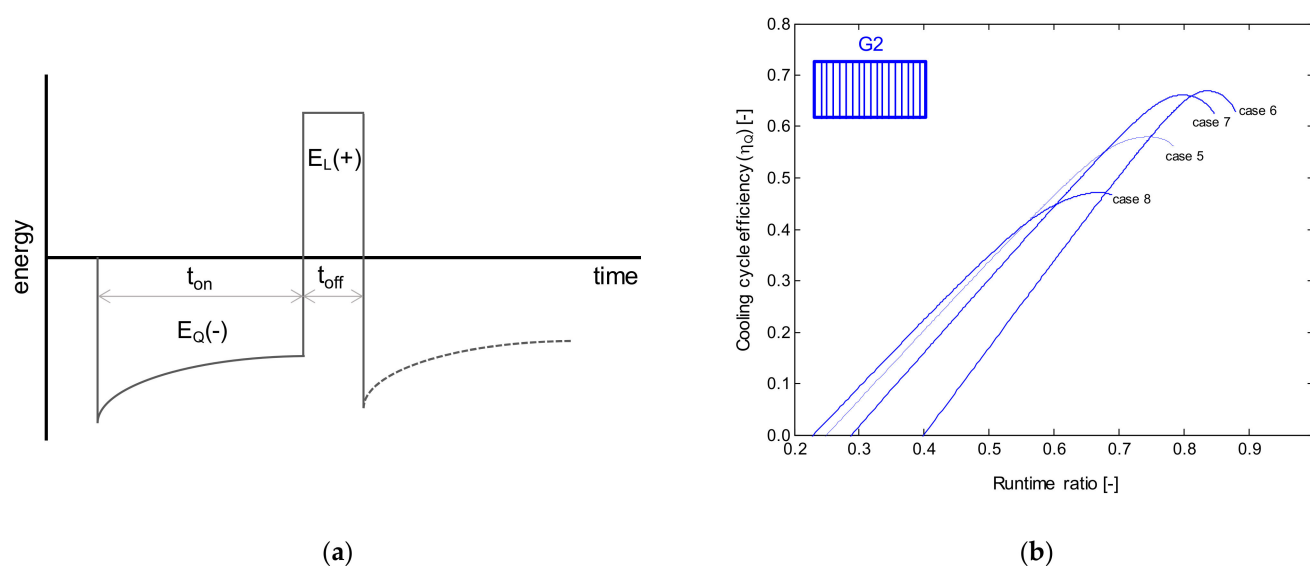 energy
E_L(+)
t_on
t_off
time
E_Q(-)
(a)
G2
Cooling cycle efficiency (η_Q) [-]
0.8
0.7
0.6
0.5
0.4
0.3
0.2
0.1
0.0
case 6
case 7
case 5
case 8
0.2 0.3 0.4 0.5 0.6 0.7 0.8 0.9
Runtime ratio [-]
(b)